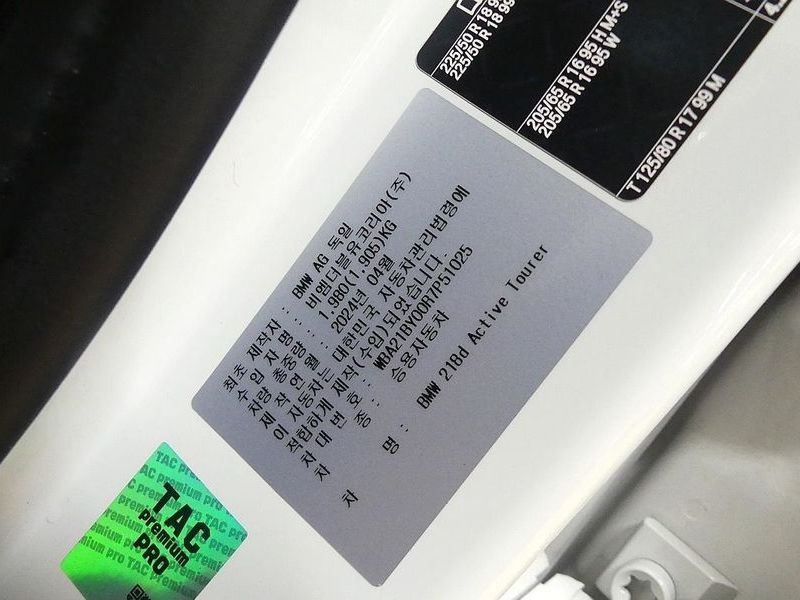 225/50 R 18 9
225/50 R 18 99
205/65 R 16 95 H M+S
205/65 R 16 95 W
T 125/80 R 17 99 M
4...
최초 제작자 : BMW AG 독일
수 입 자 명 : 비엠더블유코리아(주)
차량 총중량 : 1.980(1.905)KG
제 작 연 월 : 2024년 04월
이 자동차는 대한민국 자동차관리법령에
적합하게 제작(수입)되었습니다.
차 대 번 호 : WBA21BY00R7P51025
차 종 : 승용자동차
차 명 : BMW 218d Active Tourer
TAC
premium
PRO